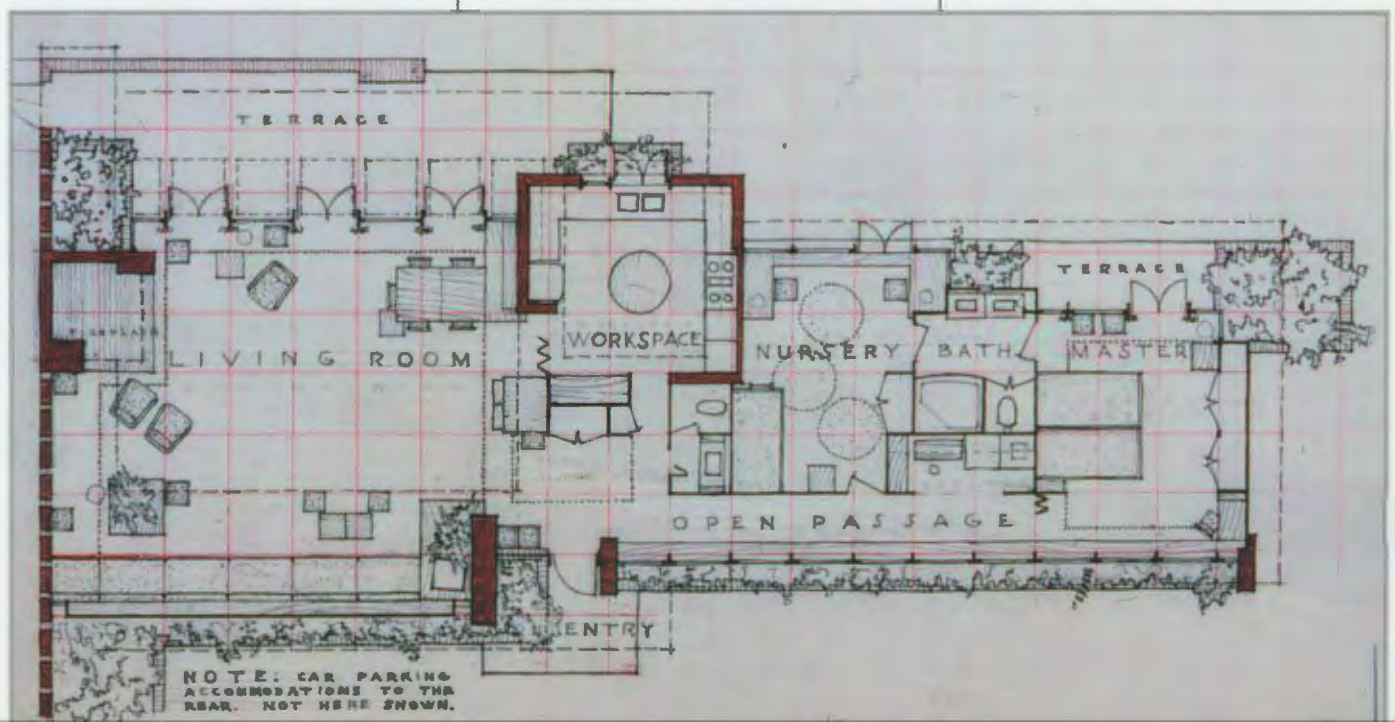 TERRACE
TERRACE
WORKSPACE
LIVING ROOM
NURSERY
BATH
MASTER
OPEN PASSAGE
ENTRY
NOTE: CAR PARKING
ACCOMMODATIONS TO THE
REAR. NOT HERE SHOWN.